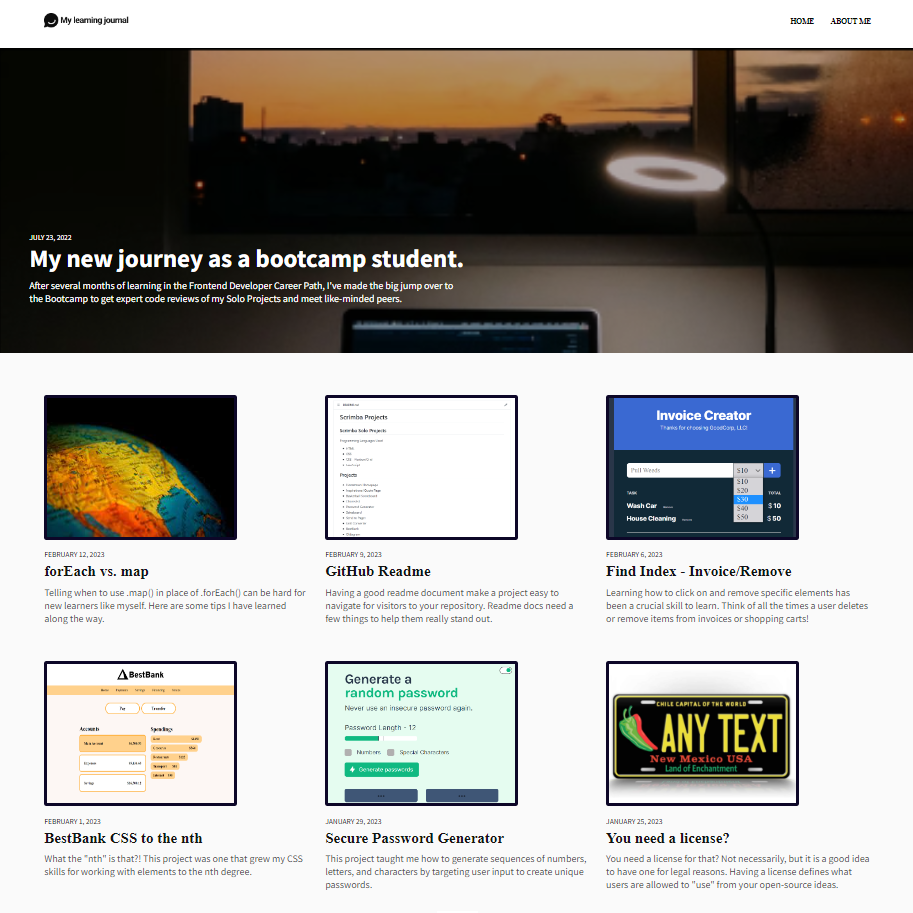 My learning journal
HOME ABOUT ME
JULY 23, 2022
My new journey as a bootcamp student.
After several months of learning in the Frontend Developer Career Path, I've made the big jump over to
the Bootcamp to get expert code reviews of my Solo Projects and meet like-minded peers.
Scrimba Projects
Scrimba Solo Projects
Projects
Invoice Creator
Thanks for choosing GoodCorp, LLC!
Pull Weeds $10 +
$10
$20
$30
$40
$50
TASK TOTAL
Wash Car $10
House Cleaning $50
FEBRUARY 12, 2023
forEach vs. map
Telling when to use .map() in place of .forEach() can be hard for
new learners like myself. Here are some tips I have learned
along the way.
FEBRUARY 9, 2023
GitHub Readme
Having a good readme document make a project easy to
navigate for visitors to your repository. Readme docs need a
few things to help them really stand out.
FEBRUARY 6, 2023
Find Index - Invoice/Remove
Learning how to click on and remove specific elements has
been a crucial skill to learn. Think of all the times a user deletes
or remove items from invoices or shopping carts!
BestBank
Pay Transfer
Accounts Spendings
Generate a
random password
Never use an insecure password again.
Password Length - 12
Numbers Special Characters
Generate passwords
CHILE CAPITAL OF THE WORLD
ANY TEXT
New Mexico USA
Land of Enchantment
FEBRUARY 1, 2023
BestBank CSS to the nth
What the "nth" is that?! This project was one that grew my CSS
skills for working with elements to the nth degree.
JANUARY 29, 2023
Secure Password Generator
This project taught me how to generate sequences of numbers,
letters, and characters by targeting user input to create unique
passwords.
JANUARY 25, 2023
You need a license?
You need a license for that? Not necessarily, but it is a good idea
to have one for legal reasons. Having a license defines what
users are allowed to "use" from your open-source ideas.